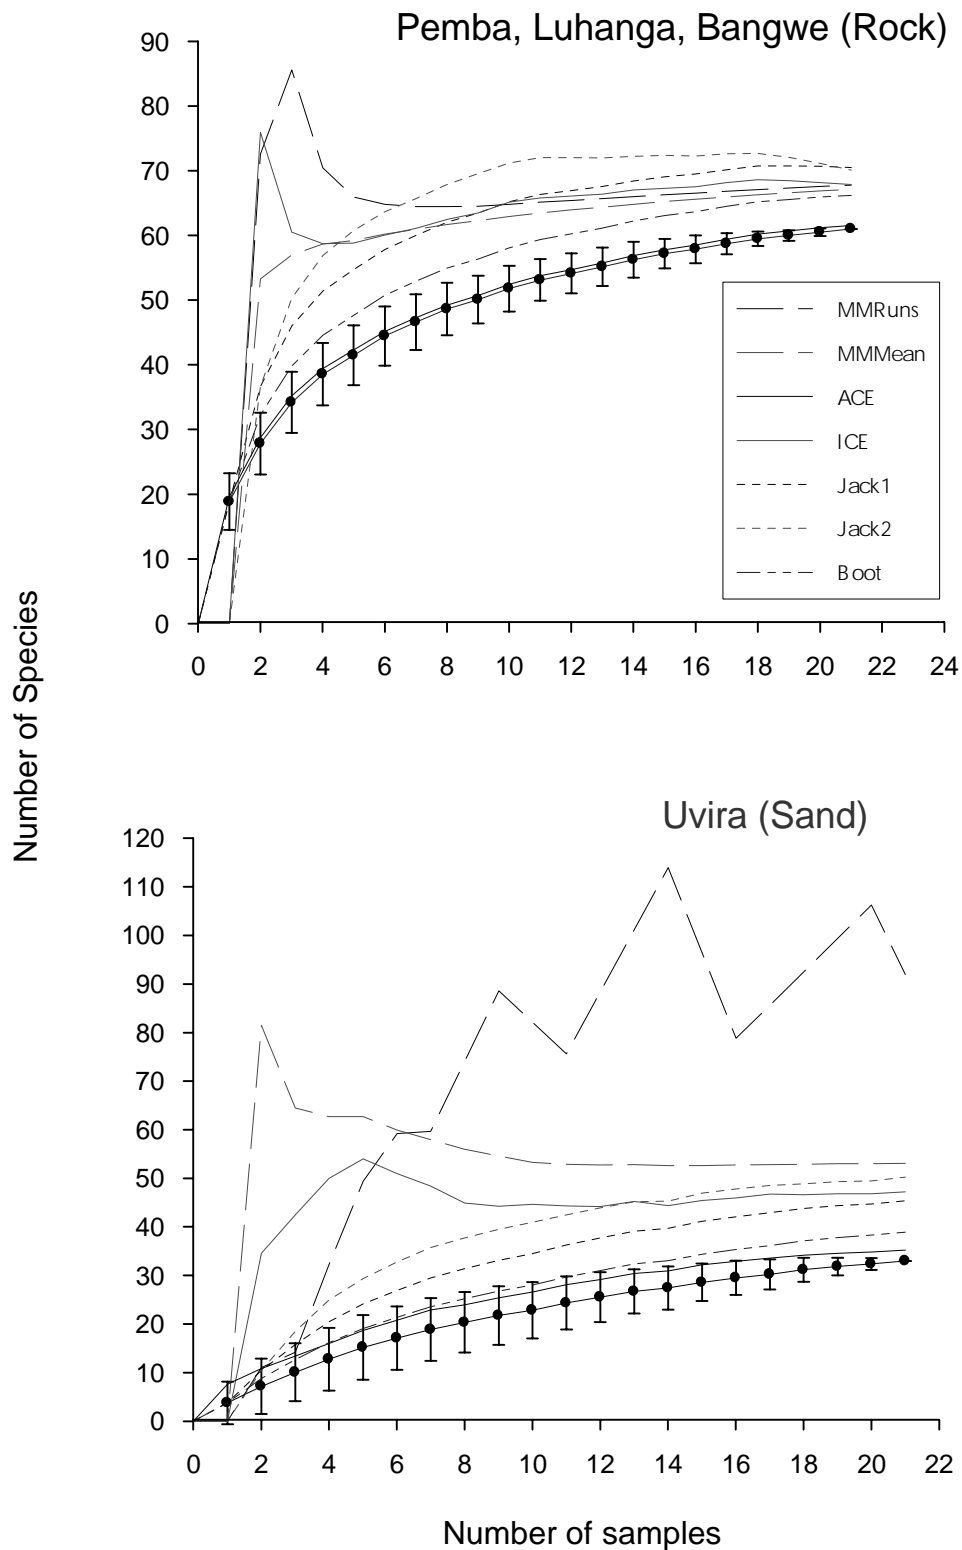 Pemba, Luhanga, Bangwe (Rock)
90
80
70
60
50
40
30
20
10
0
0 2 4 6 8 10 12 14 16 18 20 22 24
MMRuns
MMMean
ACE
ICE
Jack1
Jack2
Boot
Number of Species
Uvira (Sand)
120
110
100
90
80
70
60
50
40
30
20
10
0
0 2 4 6 8 10 12 14 16 18 20 22
Number of samples